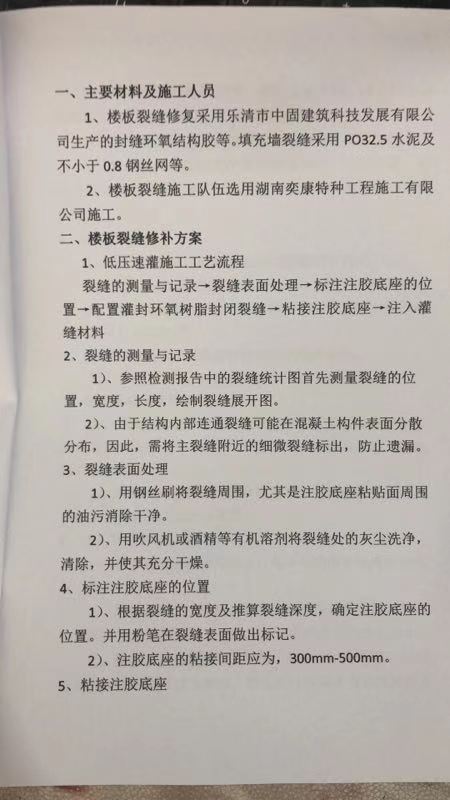 一、主要材料及施工人员
1、楼板裂缝修复采用乐清市中固建筑科技发展有限公
司生产的封缝环氧结构胶等。填充墙裂缝采用 PO32.5 水泥及
不小于 0.8 钢丝网等。
2、楼板裂缝施工队伍选用湖南奕康特种工程施工有限
公司施工。
二、楼板裂缝修补方案
1、低压速灌施工工艺流程
裂缝的测量与记录→裂缝表面处理→标注注胶底座的位
置→配置灌封环氧树脂封闭裂缝→粘接注胶底座→注入灌
缝材料
2、裂缝的测量与记录
1）、参照检测报告中的裂缝统计图首先测量裂缝的位
置，宽度，长度，绘制裂缝展开图。
2）、由于结构内部连通裂缝可能在混凝土构件表面分散
分布，因此，需将主裂缝附近的细微裂缝标出，防止遗漏。
3、裂缝表面处理
1）、用钢丝刷将裂缝周围，尤其是注胶底座粘贴面周围
的油污消除干净。
2）、用吹风机或酒精等有机溶剂将裂缝处的灰尘洗净，
清除，并使其充分干燥。
4、标注注胶底座的位置
1）、根据裂缝的宽度及推算裂缝深度，确定注胶底座的
位置。并用粉笔在裂缝表面做出标记。
2）、注胶底座的粘接间距应为，300mm-500mm。
5、粘接注胶底座